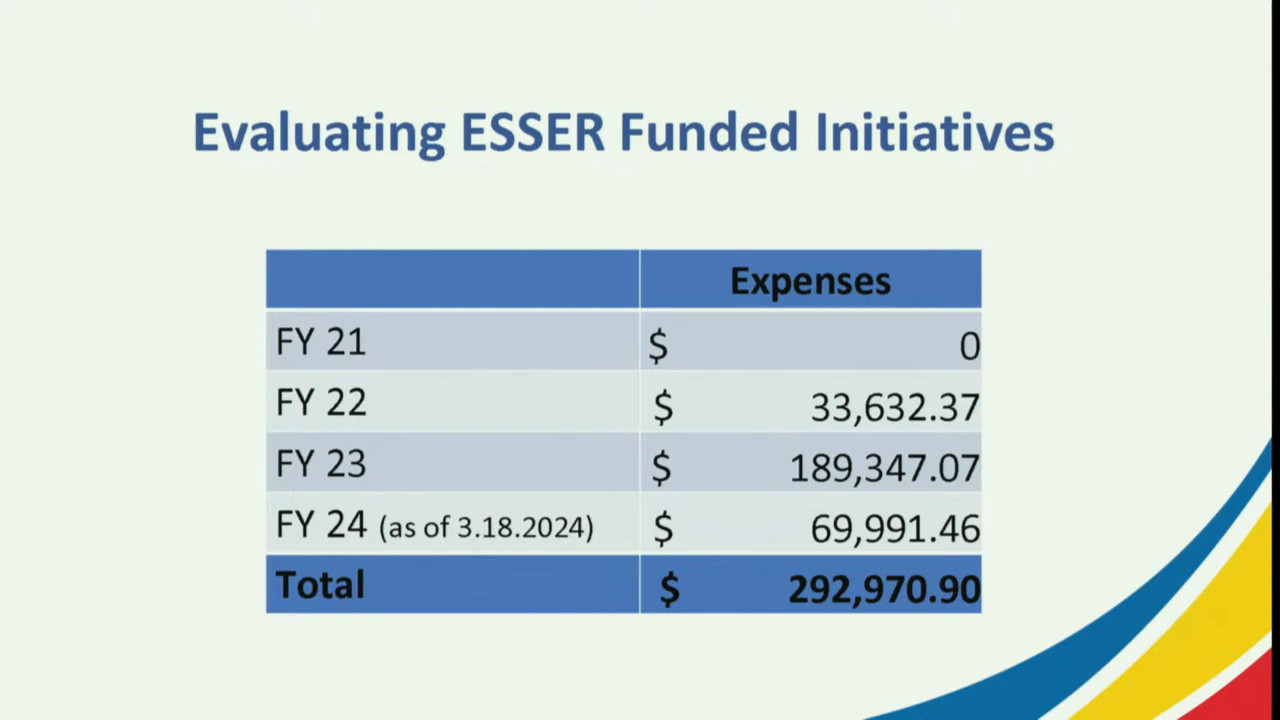 Evaluating ESSER Funded Initiatives
Expenses
FY 21 $ 0
FY 22 $ 33,632.37
FY 23 $ 189,347.07
FY 24 (as of 3.18.2024) $ 69,991.46
Total $ 292,970.90